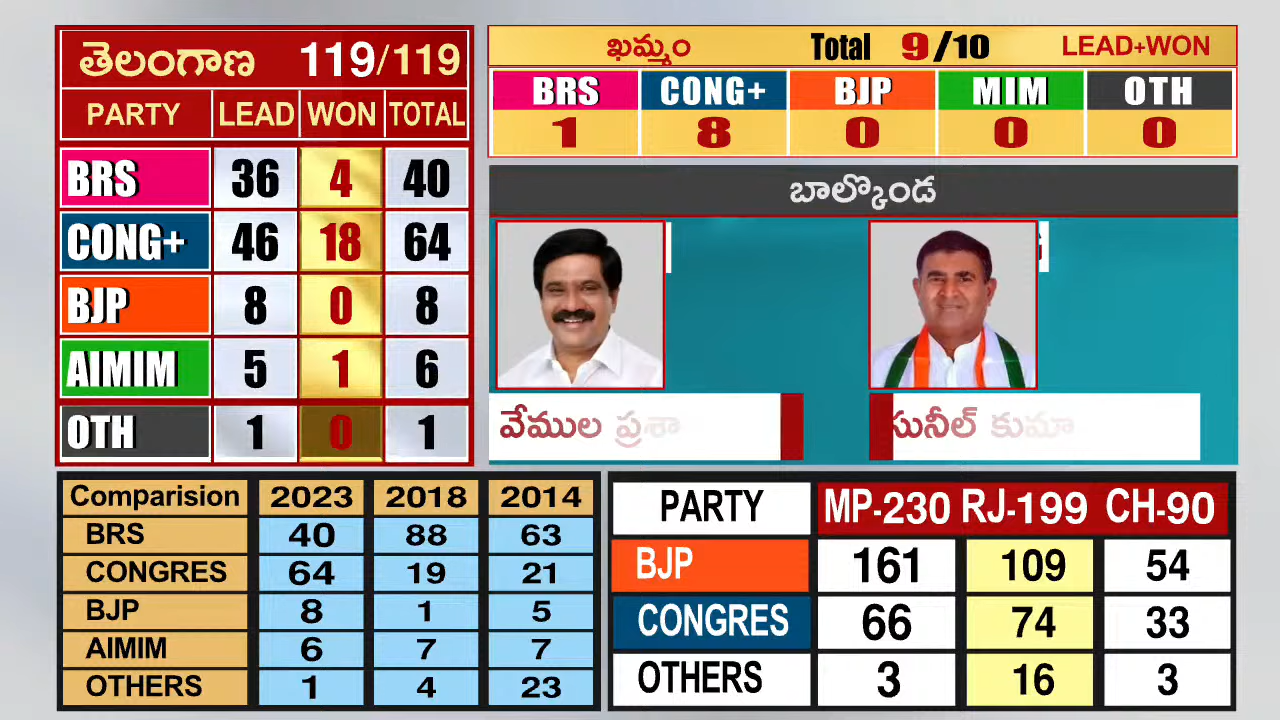 తెలంగాణ 119/119
PARTY LEAD WON TOTAL
BRS 36 4 40
CONG+ 46 18 64
BJP 8 0 8
AIMIM 5 1 6
OTH 1 0 1
ఖమ్మం Total 9/10 LEAD+WON
BRS CONG+ BJP MIM OTH
1 8 0 0 0
బాల్కొండ
వేముల ప్రశా
సునీల్ కుమా
Comparision 2023 2018 2014
BRS 40 88 63
CONGRES 64 19 21
BJP 8 1 5
AIMIM 6 7 7
OTHERS 1 4 23
PARTY MP-230 RJ-199 CH-90
BJP 161 109 54
CONGRES 66 74 33
OTHERS 3 16 3